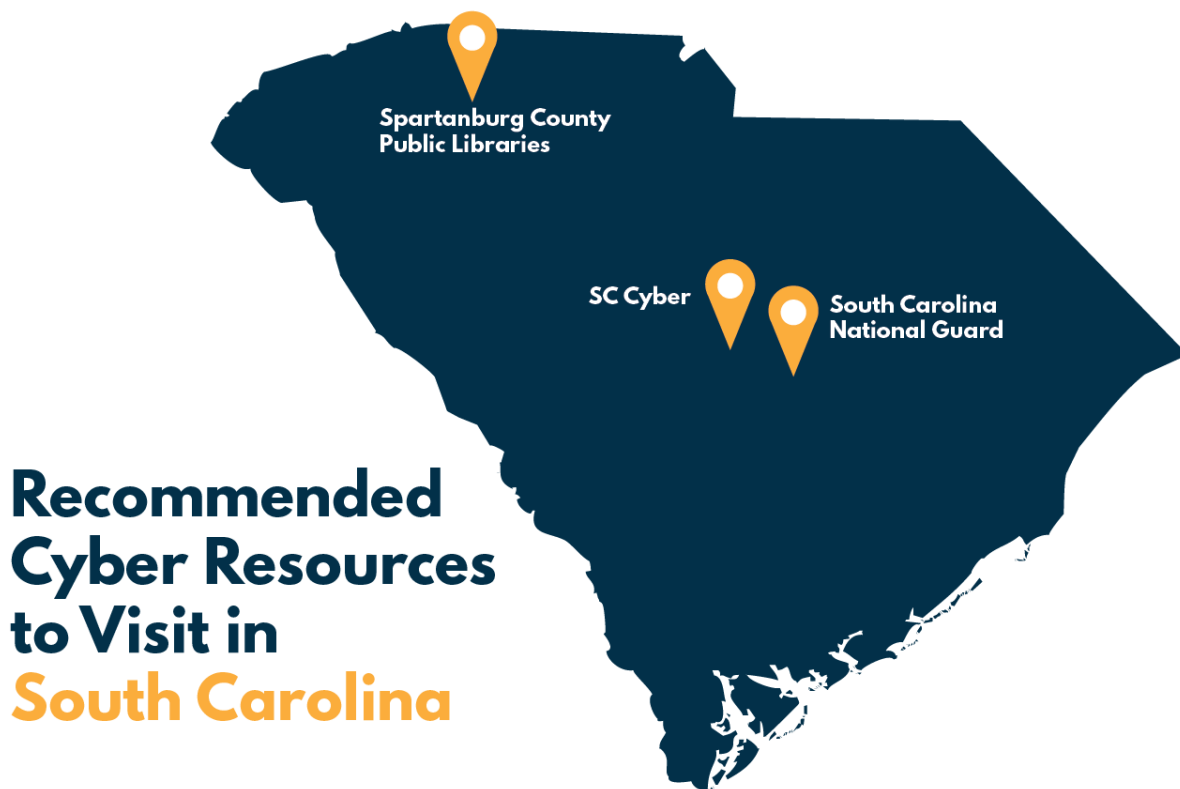 Spartanburg County
Public Libraries
SC Cyber
South Carolina
National Guard
Recommended
Cyber Resources
to Visit in
South Carolina